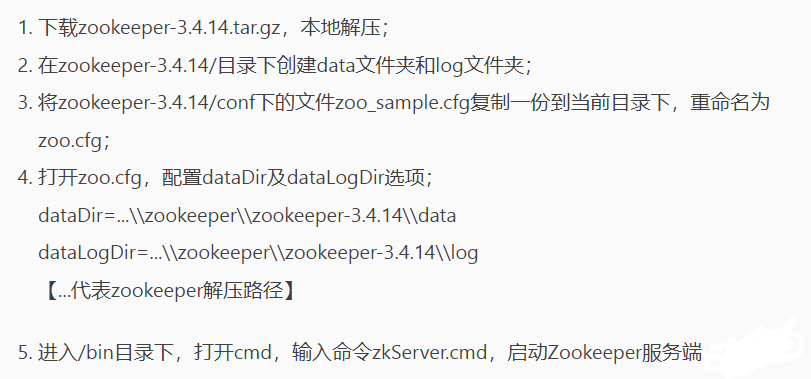 1. 下载zookeeper-3.4.14.tar.gz，本地解压；
2. 在zookeeper-3.4.14/目录下创建data文件夹和log文件夹；
3. 将zookeeper-3.4.14/conf下的文件zoo_sample.cfg复制一份到当前目录下，重命名为
zoo.cfg；
4. 打开zoo.cfg，配置dataDir及dataLogDir选项；
dataDir=...\\zookeeper\\zookeeper-3.4.14\\data
dataLogDir=...\\zookeeper\\zookeeper-3.4.14\\log
【...代表zookeeper解压路径】
5. 进入/bin目录下，打开cmd，输入命令zkServer.cmd，启动Zookeeper服务端